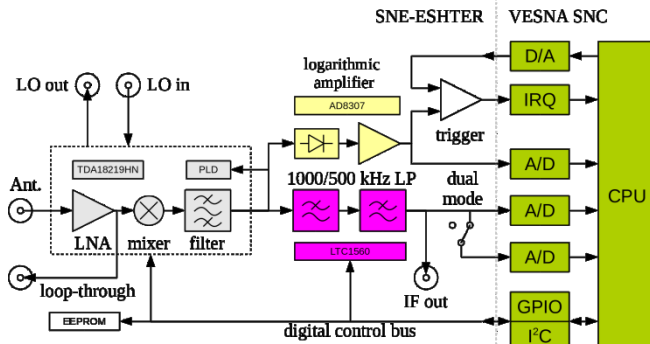 SNE-ESHTER
VESNA SNC
LO out
LO in
logarithmic
amplifier
AD8307
D/A
IRQ
trigger
TDA18219HN
PLD
A/D
1000/500 kHz LP
dual
mode
CPU
Ant.
A/D
LNA
mixer
filter
LTC1560
A/D
loop-through
IF out
EEPROM
digital control bus
GPIO
I²C